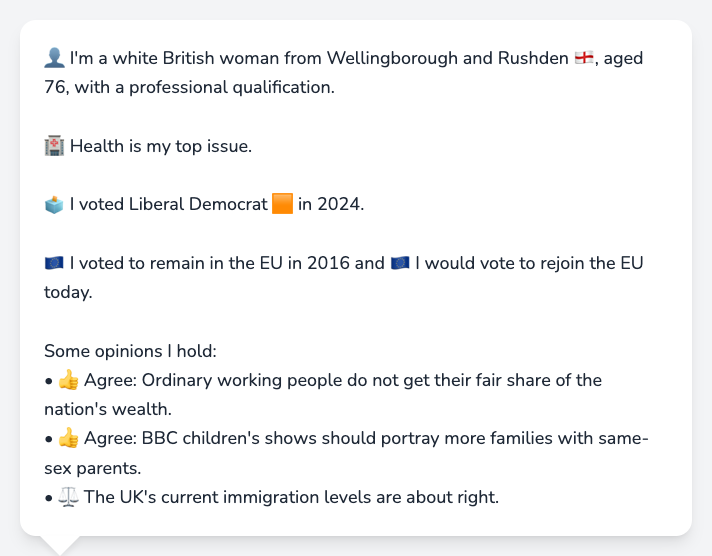 👤 I'm a white British woman from Wellingborough and Rushden 🏴󠁧󠁢󠁥󠁮󠁧󠁿, aged
76, with a professional qualification.
🏥 Health is my top issue.
🗳️ I voted Liberal Democrat 🟧 in 2024.
🇪🇺 I voted to remain in the EU in 2016 and 🇪🇺 I would vote to rejoin the EU
today.
Some opinions I hold:
• 👍 Agree: Ordinary working people do not get their fair share of the
nation's wealth.
• 👍 Agree: BBC children's shows should portray more families with same-
sex parents.
• ⚖️ The UK's current immigration levels are about right.